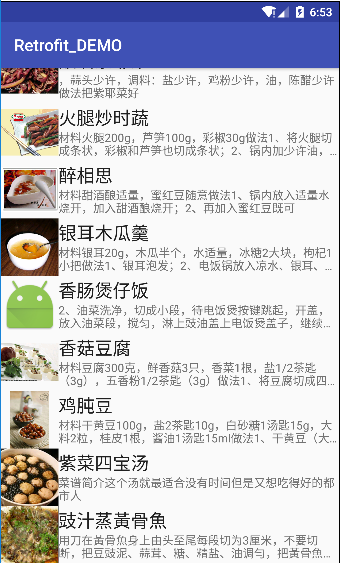 6:53
Retrofit_DEMO
，蒜头少许，调料：盐少许，鸡粉少许，油，陈醋少许
做法把紫耶菜好
火腿炒时蔬
材料火腿200g，芦笋100g，彩椒30g做法1、将火腿切
成条状，彩椒和芦笋也切成条状；2、锅内加少许油，…
醉相思
材料甜酒酿适量，蜜红豆随意做法1、锅内放入适量水
烧开，加入甜酒酿烧开；2、再加入蜜红豆既可
银耳木瓜羹
材料银耳20g，木瓜半个，水适量，冰糖2大块，枸杞1
小把做法1、银耳泡发；2、电饭锅放入凉水、银耳、…
香肠煲仔饭
2、油菜洗净，切成小段，待电饭煲按键跳起，开盖，
放入油菜段，搅匀，淋上豉油盖上电饭煲盖子，继续…
香菇豆腐
材料豆腐300克，鲜香菇3只，香菜1根，盐1/2茶匙
（3g），五香粉1/2茶匙（3g）做法1、将豆腐切成四…
鸡肫豆
材料干黄豆100g，盐2茶匙10g，白砂糖1汤匙15g，大
料2粒，桂皮1根，酱油1汤匙15ml做法1、干黄豆（大…
紫菜四宝汤
菜谱简介这个汤就最适合没有时间但是又想吃得好的都
市人
豉汁蒸黃骨魚
用刀在黃骨魚身上由头至尾每段切为3厘米，不要切
断，把豆豉泥、蒜茸、糖、精盐、油调匀，把黃骨魚…